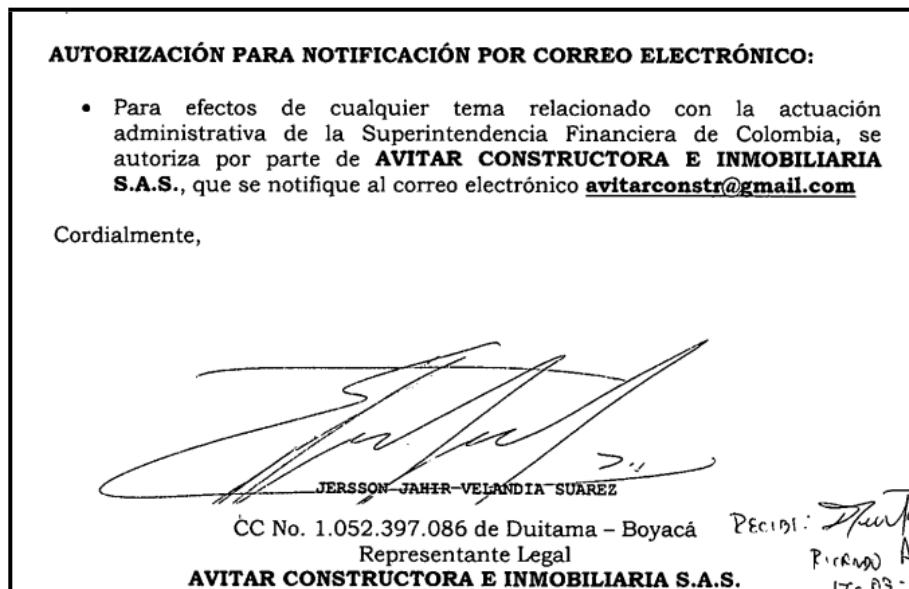 AUTORIZACIÓN PARA NOTIFICACIÓN POR CORREO ELECTRÓNICO:
• Para efectos de cualquier tema relacionado con la actuación
administrativa de la Superintendencia Financiera de Colombia, se
autoriza por parte de AVITAR CONSTRUCTORA E INMOBILIARIA
S.A.S., que se notifique al correo electrónico avitarconstr@gmail.com
Cordialmente,
JERSSON JAHIR VELANDIA SUAREZ
CC No. 1.052.397.086 de Duitama – Boyacá
Representante Legal
AVITAR CONSTRUCTORA E INMOBILIARIA S.A.S.
RECIBI: